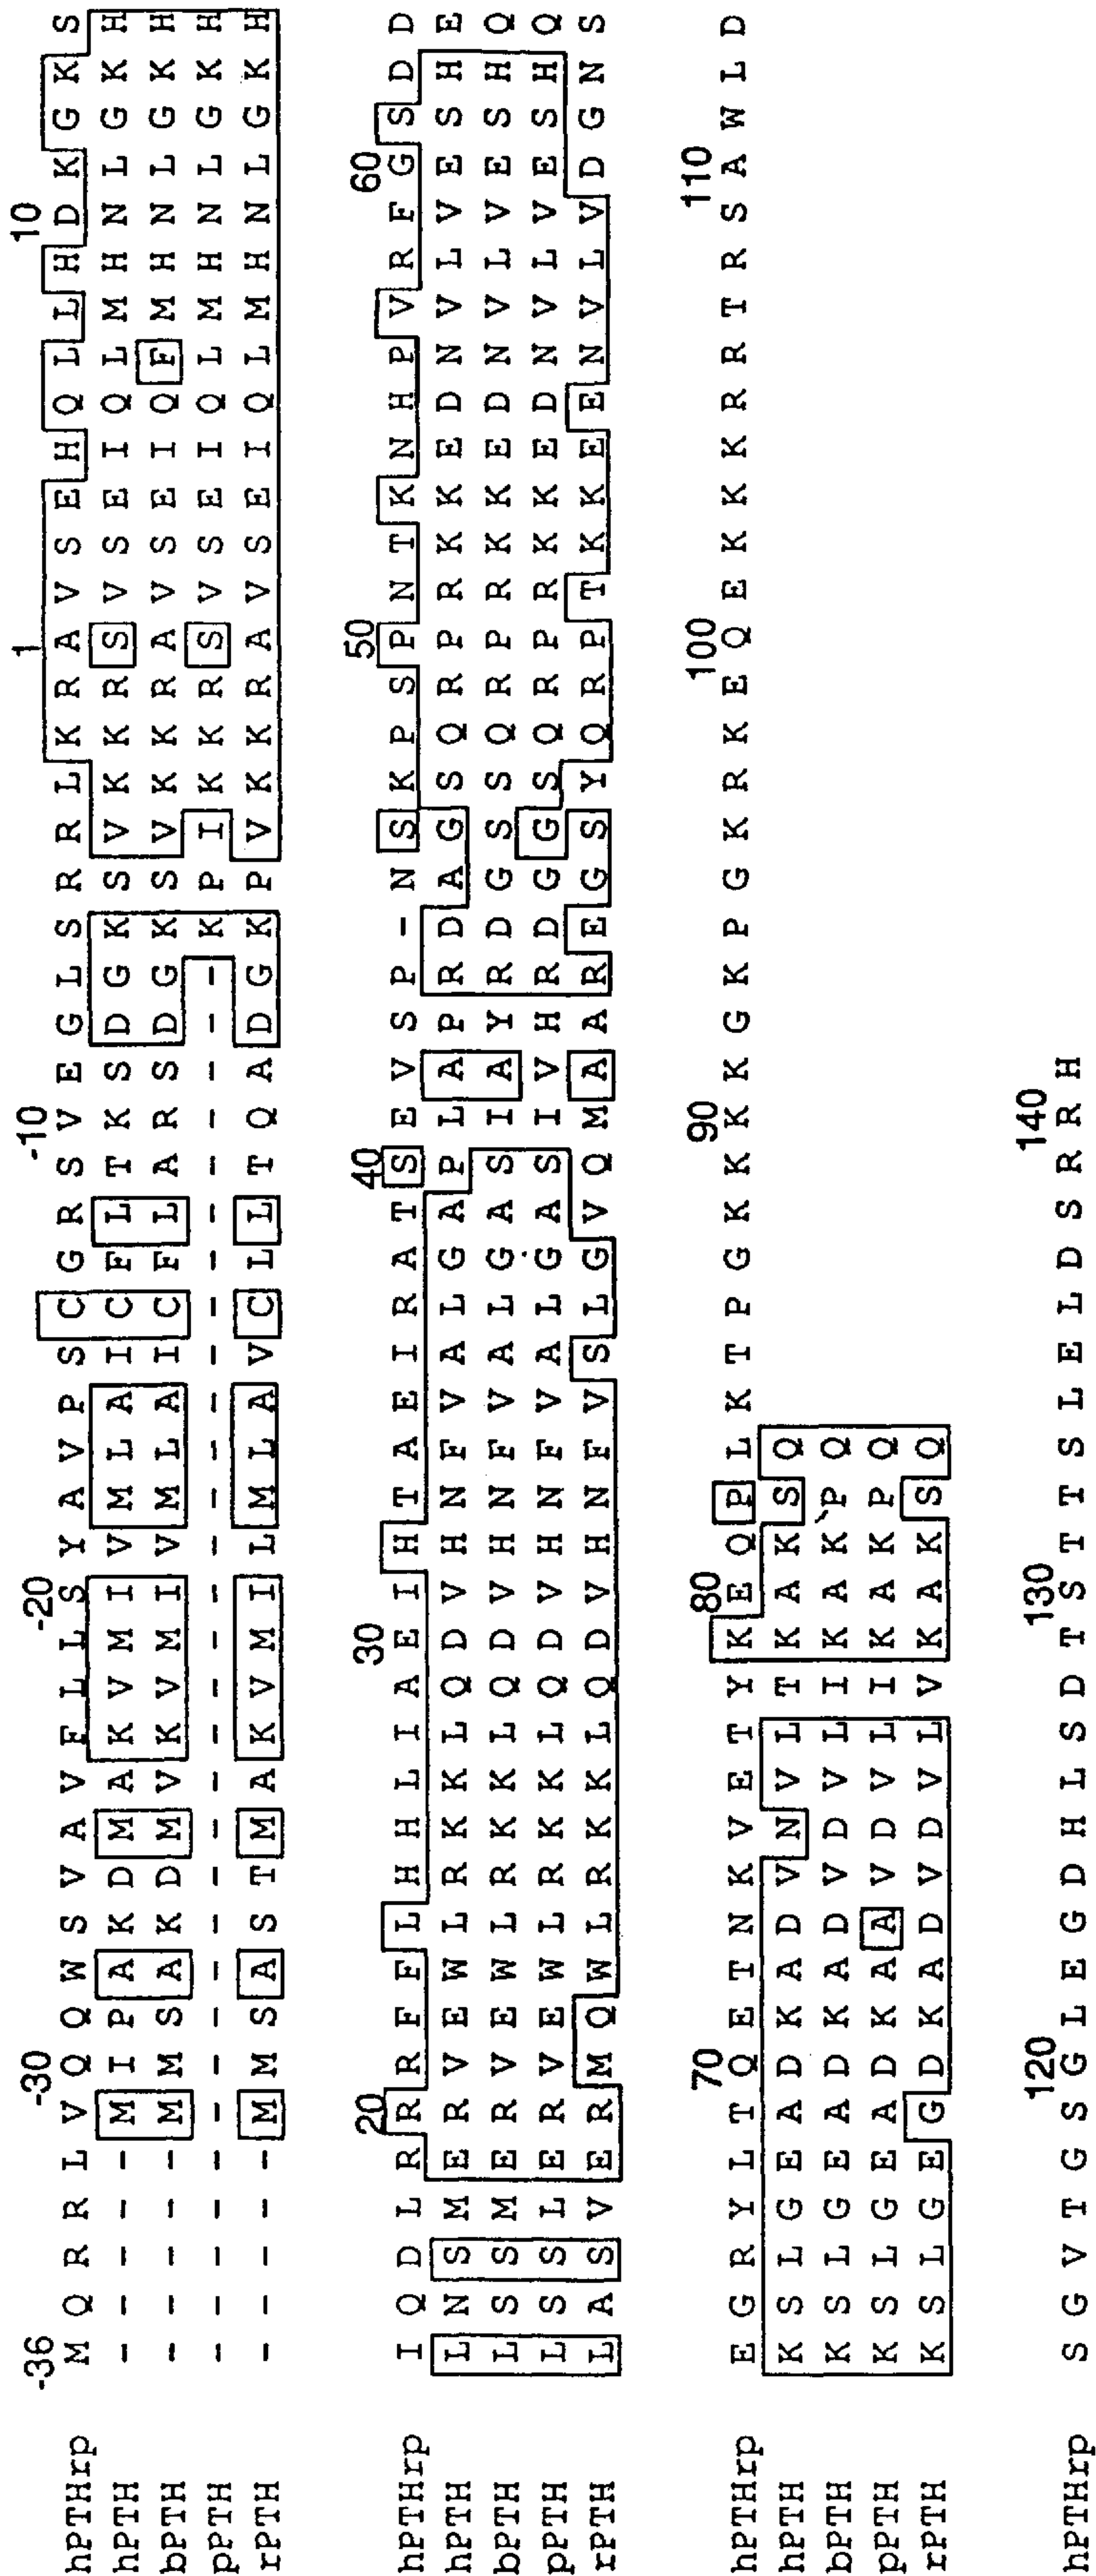 -36 -30 -20 -10 1 10
hPTHrp M Q R R L V Q Q W S V A V F L L S Y A V P S C G R S V E G L S R R L K R A V S E H Q L L H D K G K S
hPTH - - - - - M I P A K D M A K V M I V M L A I C F L T K S D G K S V K K R S V S E I Q L M H N L G K H
bPTH - - - - - M M S A K D M V K V M I V M L A I C F L A R S D G K S V K K R A V S E I Q F M H N L G K H
pPTH - - - - - - - - - - - - - - - - - - - - - - - - - - - - - - K P I K K R S V S E I Q L M H N L G K H
rPTH - - - - - M M S A S T M A K V M I L M L A V C L L T Q A D G K P V K K R A V S E I Q L M H N L G K H
20 30 40 50 60
hPTHrp I Q D L R R R F F L H H L I A E I H T A E I R A T S E V S P - N S K P S P N T K N H P V R F G S D D
hPTH L N S M E R V E W L R K K L Q D V H N F V A L G A P L A P R D A G S Q R P R K K E D N V L V E S H E
bPTH L S S M E R V E W L R K K L Q D V H N F V A L G A S I A Y R D G S S Q R P R K K E D N V L V E S H Q
pPTH L S S L E R V E W L R K K L Q D V H N F V A L G A S I V H R D G G S Q R P R K K E D N V L V E S H Q
rPTH L A S V E R M Q W L R K K L Q D V H N F V S L G V Q M A A R E G S Y Q R P T K K E E N V L V D G N S
70 80 90 100 110
hPTHrp E G R Y L T Q E T N K V E T Y K E Q P L K T P G K K K K G K P G K R K E Q E K K K R R T R S A W L D
hPTH K S L G E A D K A D V N V L T K A K S Q
bPTH K S L G E A D K A D V D V L I K A K P Q
pPTH K S L G E A D K A A V D V L I K A K P Q
rPTH K S L G E G D K A D V D V L V K A K S Q
120 130 140
hPTHrp S G V T G S G L E G D H L S D T S T T S L E L D S R R H